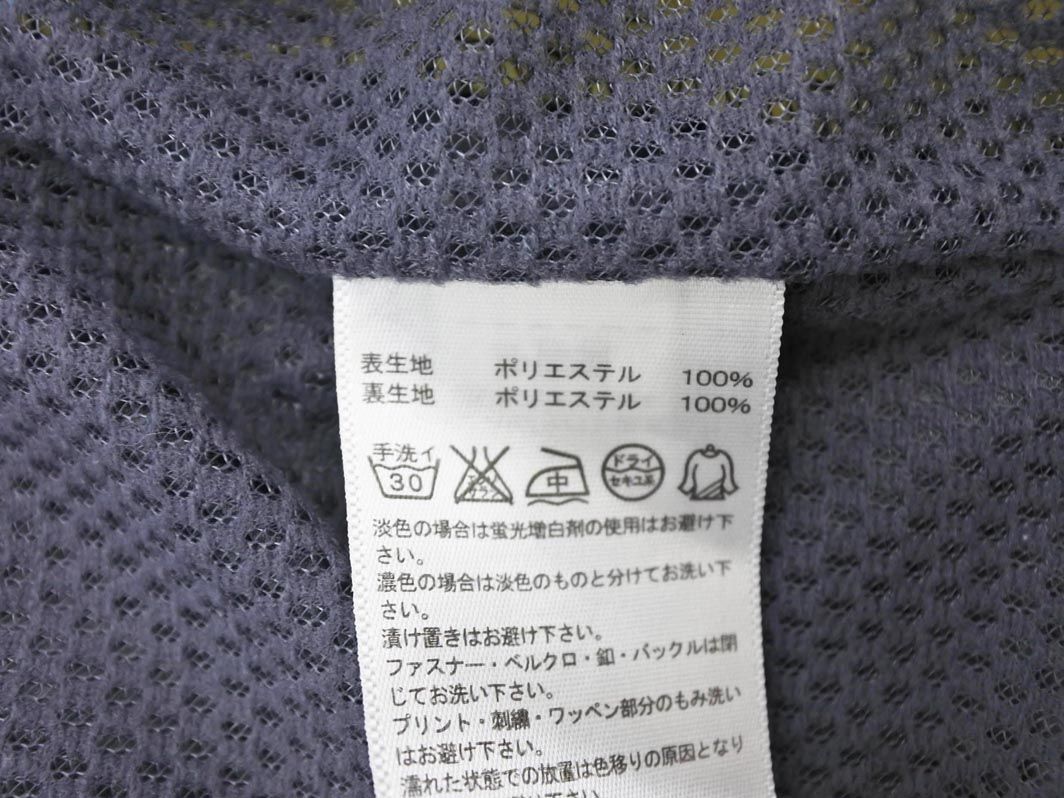 表生地 ポリエステル 100%
裏生地 ポリエステル 100%
手洗イ 30 エンソサラシ 中 ドライ セキユ系
淡色の場合は蛍光増白剤の使用はお避け下
さい。
濃色の場合は淡色のものと分けてお洗い下
さい。
漬け置きはお避け下さい。
ファスナー・ベルクロ・釦・バックルは閉
じてお洗い下さい。
プリント・刺繍・ワッペン部分のもみ洗い
はお避け下さい。
濡れた状態での放置は色移りの原因となり